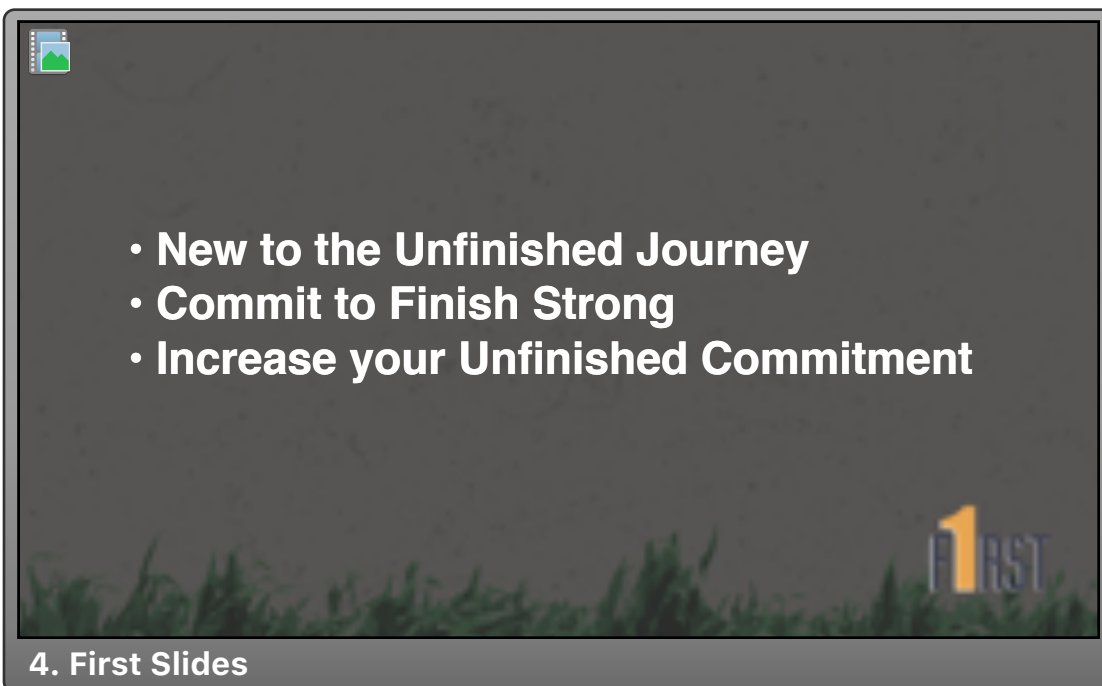 • New to the Unfinished Journey
• Commit to Finish Strong
• Increase your Unfinished Commitment
F1RST
4. First Slides